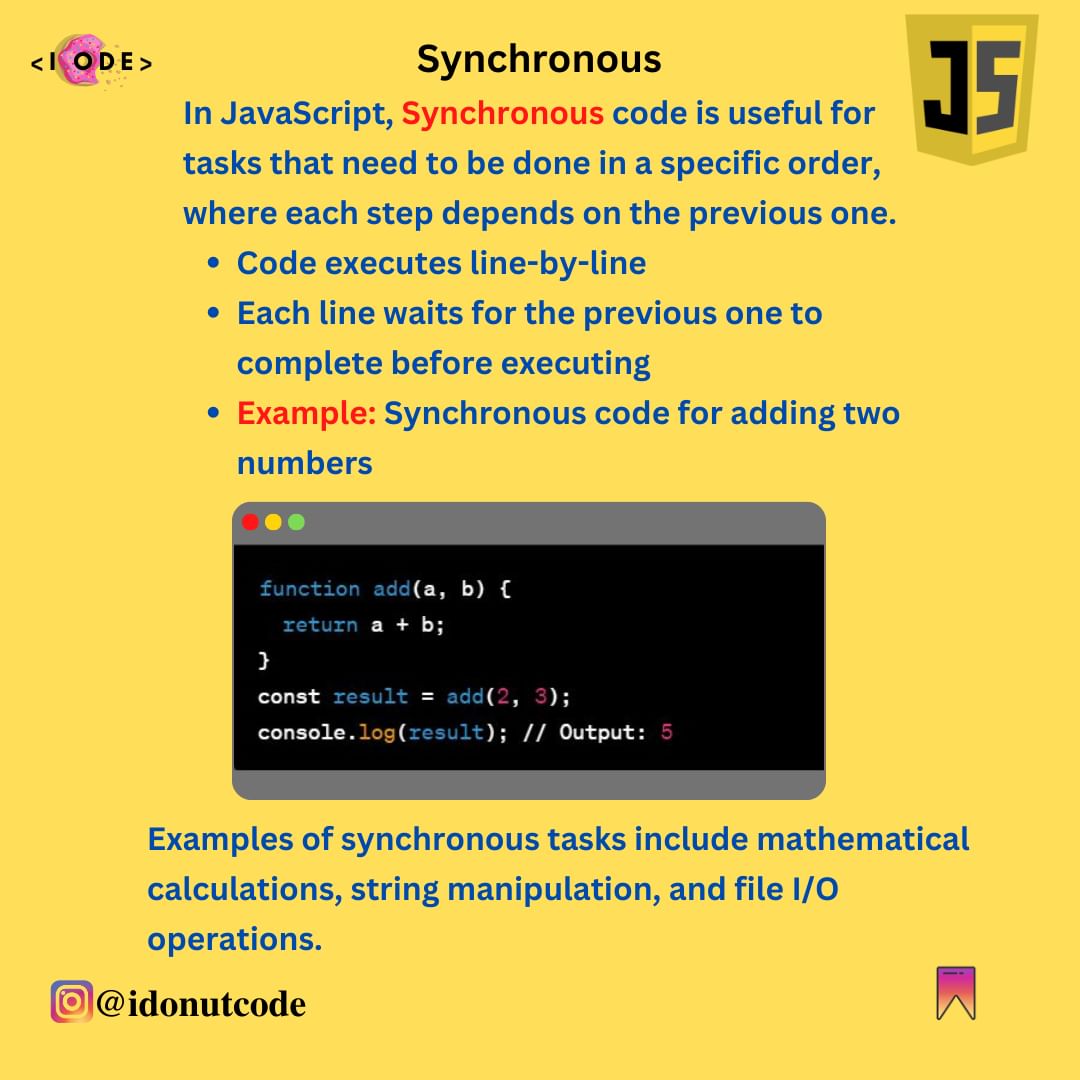 <I ODE>
Synchronous
JS
In JavaScript, Synchronous code is useful for
tasks that need to be done in a specific order,
where each step depends on the previous one.
• Code executes line-by-line
• Each line waits for the previous one to
complete before executing
• Example: Synchronous code for adding two
numbers
function add(a, b) {
  return a + b;
}
const result = add(2, 3);
console.log(result); // Output: 5
Examples of synchronous tasks include mathematical
calculations, string manipulation, and file I/O
operations.
@idonutcode